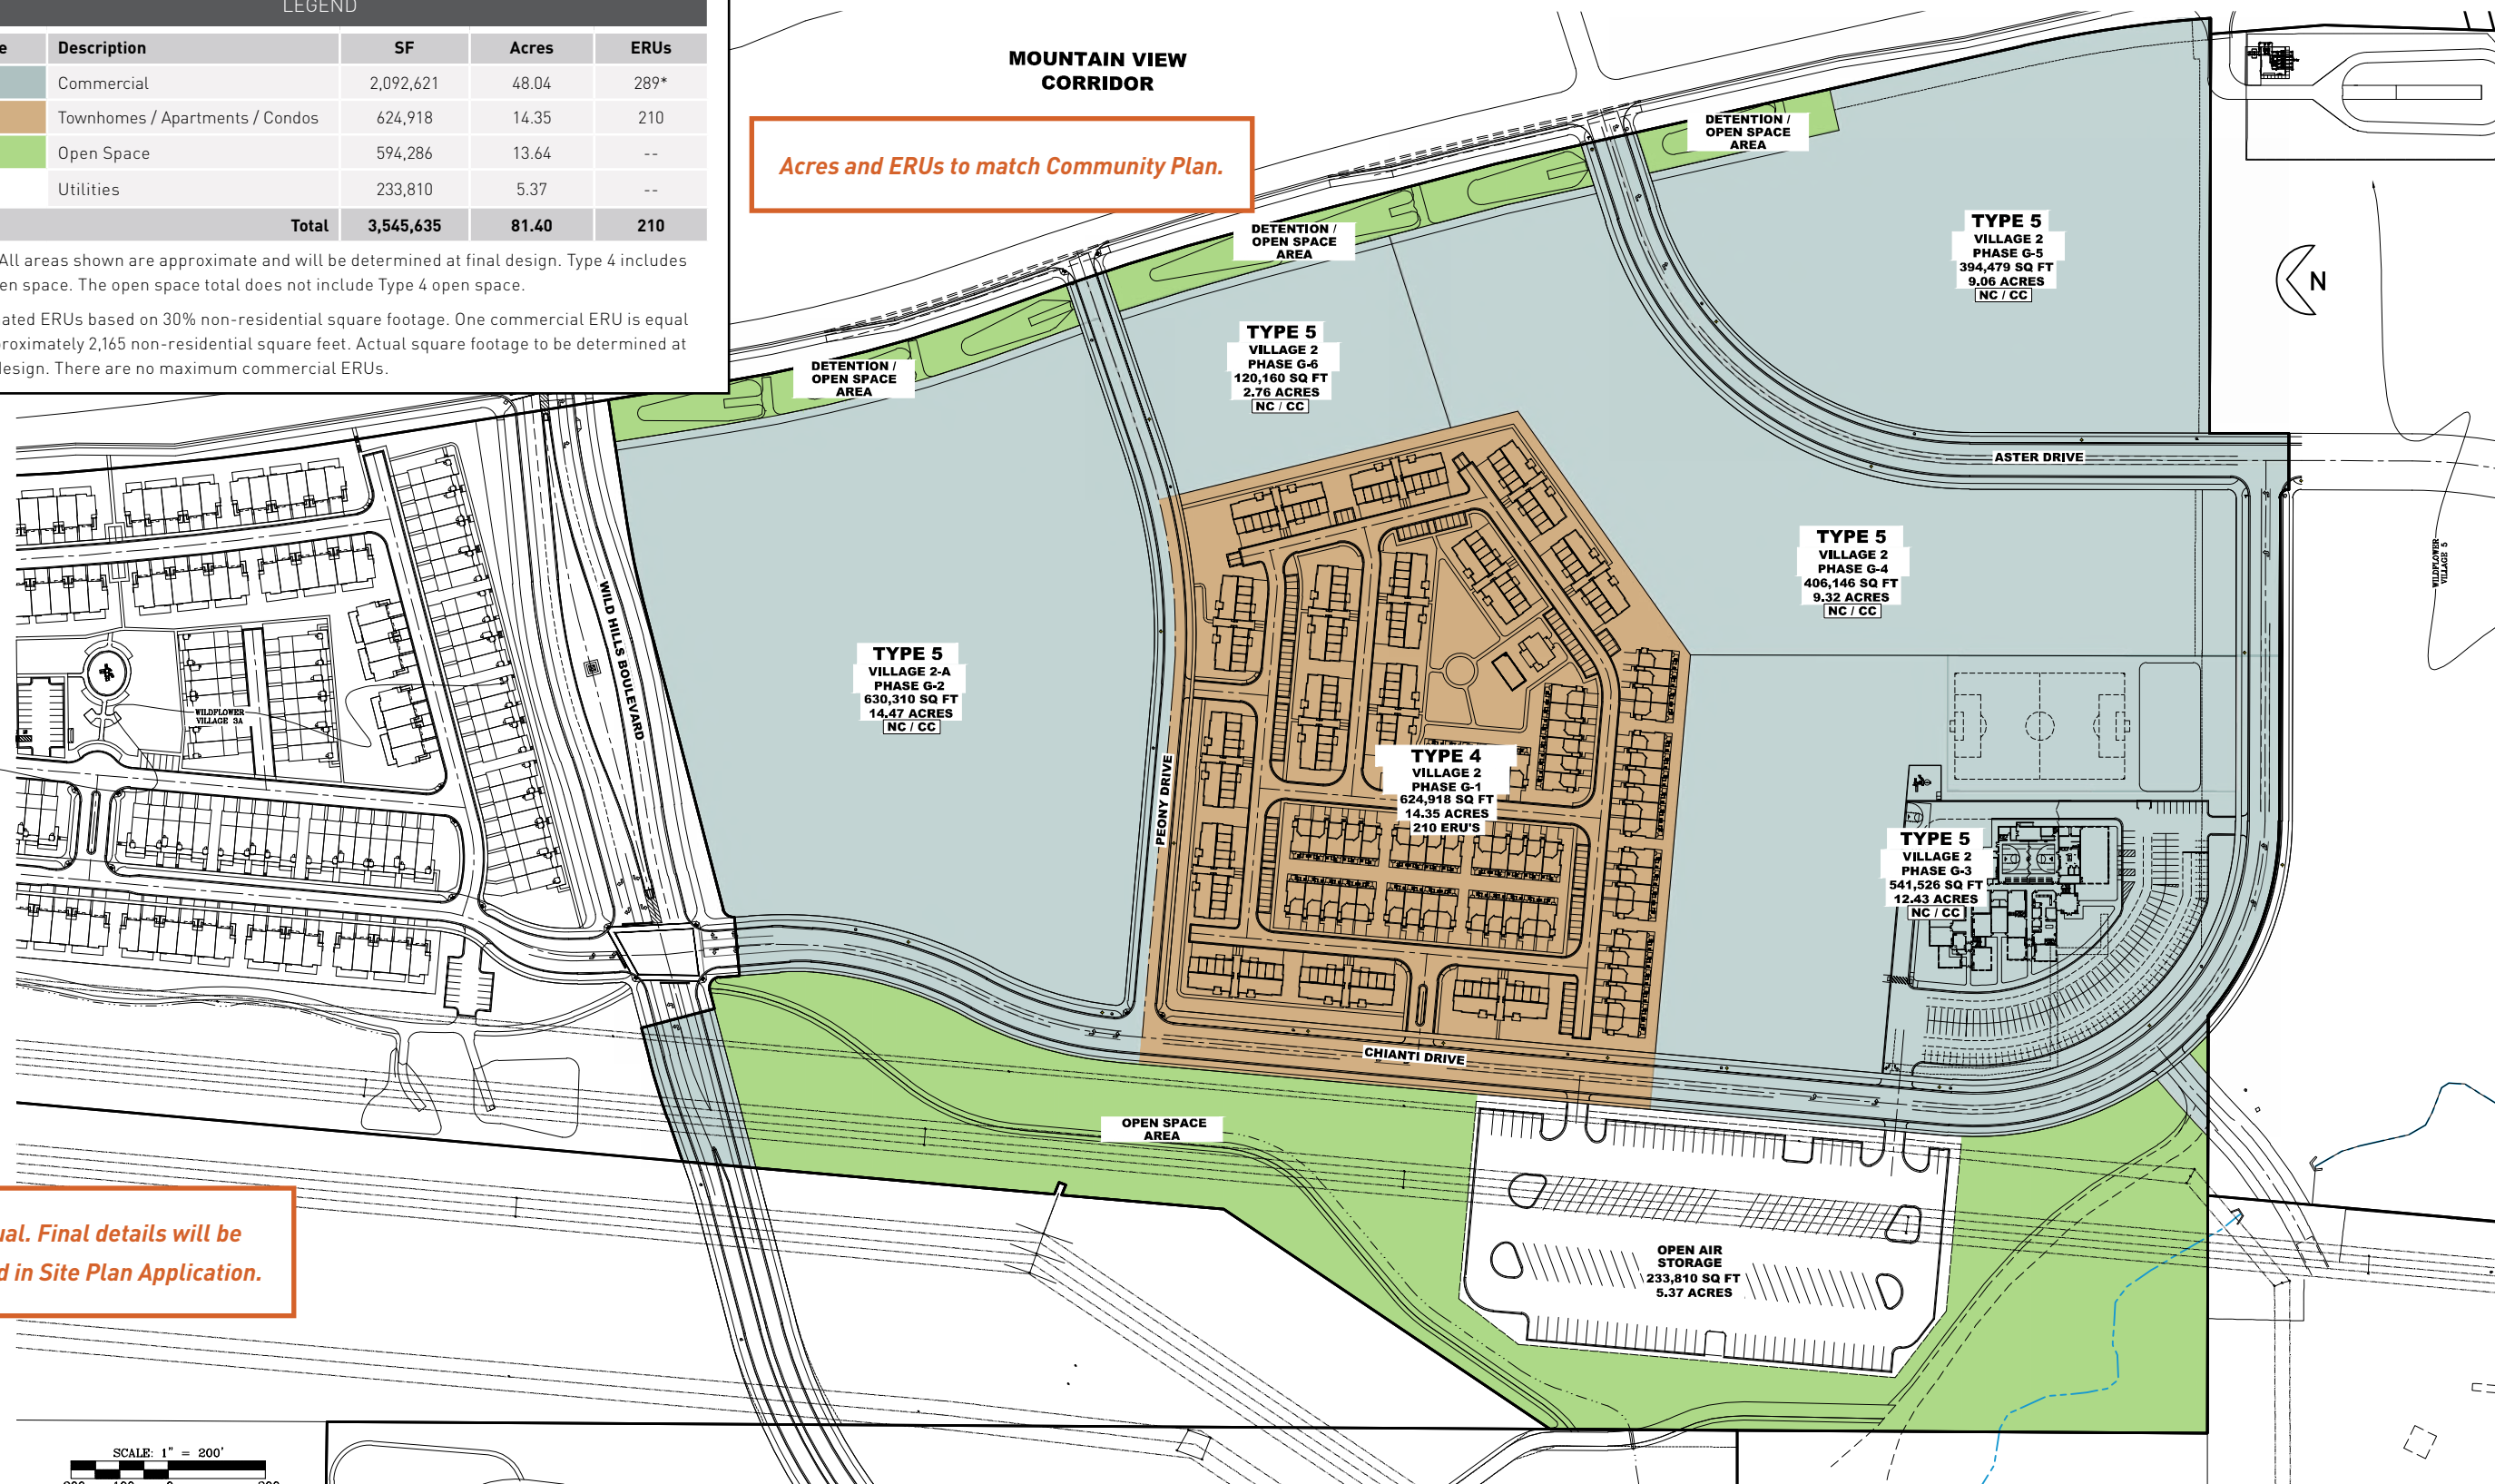 LEGEND
Description SF Acres ERUs
Commercial 2,092,621 48.04 289*
Townhomes / Apartments / Condos 624,918 14.35 210
Open Space 594,286 13.64 --
Utilities 233,810 5.37 --
Total 3,545,635 81.40 210
All areas shown are approximate and will be determined at final design. Type 4 includes
space. The open space total does not include Type 4 open space.
ERUs based on 30% non-residential square footage. One commercial ERU is equal
2,165 non-residential square feet. Actual square footage to be determined at
There are no maximum commercial ERUs.
MOUNTAIN VIEW
CORRIDOR
Acres and ERUs to match Community Plan.
DETENTION /
OPEN SPACE
AREA
DETENTION /
OPEN SPACE
AREA
DETENTION /
OPEN SPACE
AREA
TYPE 5
VILLAGE 2
PHASE G-5
394,479 SQ FT
9.06 ACRES
NC / CC
N
TYPE 5
VILLAGE 2
PHASE G-6
120,160 SQ FT
2.76 ACRES
NC / CC
ASTER DRIVE
TYPE 5
VILLAGE 2
PHASE G-4
406,146 SQ FT
9.32 ACRES
NC / CC
WILDFLOWER
VILLAGE 5
WILD HILLS BOULEVARD
TYPE 5
VILLAGE 2-A
PHASE G-2
630,310 SQ FT
14.47 ACRES
NC / CC
WILDFLOWER
VILLAGE 3A
PEONY DRIVE
TYPE 4
VILLAGE 2
PHASE G-1
624,918 SQ FT
14.35 ACRES
210 ERU'S
TYPE 5
VILLAGE 2
PHASE G-3
541,526 SQ FT
12.43 ACRES
NC / CC
CHIANTI DRIVE
OPEN SPACE
AREA
OPEN AIR
STORAGE
233,810 SQ FT
5.37 ACRES
Final details will be
in Site Plan Application.
SCALE: 1" = 200'